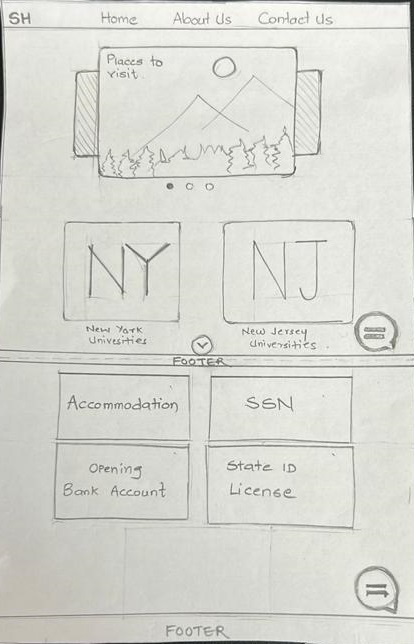 SH Home About Us Contact Us
Places to
visit
NY NJ
New York
Univesities
New Jersey
Universities
FOOTER
Accommodation
SSN
Opening
Bank Account
State ID
License
FOOTER